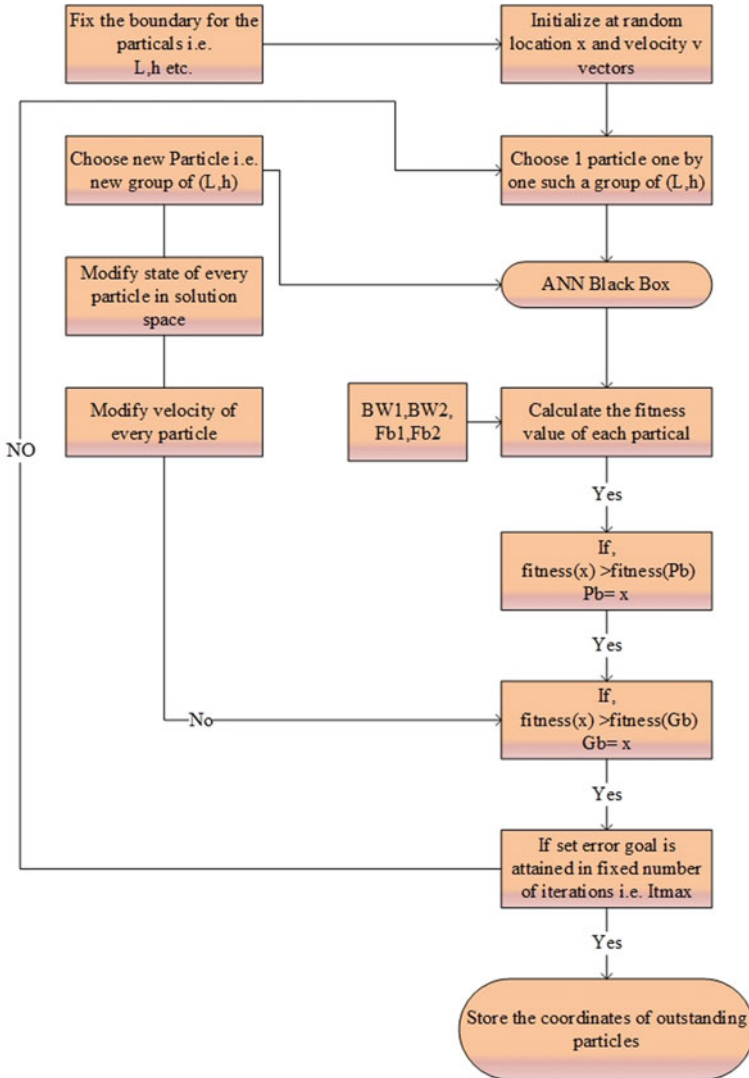 Fix the boundary for the
particals i.e.
L,h etc.
Initialize at random
location x and velocity v
vectors
Choose new Particle i.e.
new group of (L,h)
Choose 1 particle one by
one such a group of (L,h)
Modify state of every
particle in solution
space
ANN Black Box
Modify velocity of
every particle
BW1,BW2,
Fb1,Fb2
Calculate the fitness
value of each partical
NO
Yes
If,
fitness(x) >fitness(Pb)
Pb= x
Yes
No
If,
fitness(x) >fitness(Gb)
Gb= x
Yes
If set error goal is
attained in fixed number
of iterations i.e. Itmax
Yes
Store the coordinates of outstanding
particles